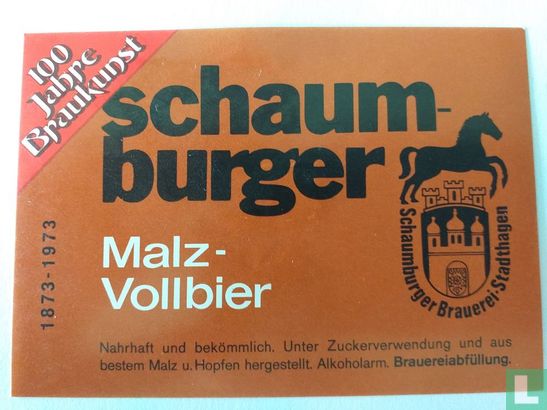 100
Jahre
Braukunst
schaum-
burger
1873-1973
Malz-
Vollbier
Schaumburger Brauerei · Stadthagen
Nahrhaft und bekömmlich. Unter Zuckerverwendung und aus
bestem Malz u. Hopfen hergestellt. Alkoholarm. Brauereiabfüllung.
L